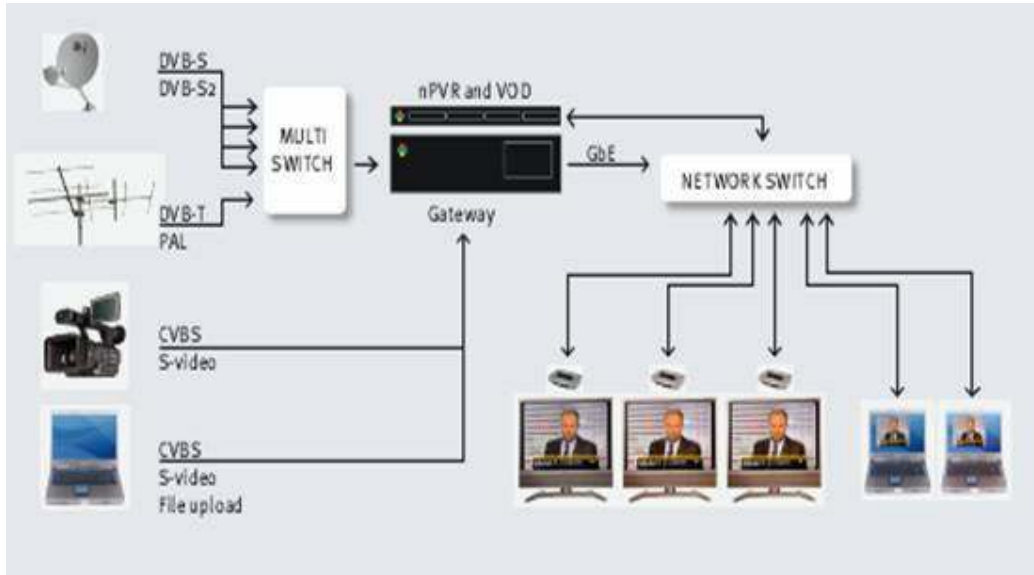 DVB-S
DVB-S2
nPVR and VOD
MULTI
SWITCH
GbE
NETWORK SWITCH
Gateway
DVB-T
PAL
CVBS
S-video
CVBS
S-video
File upload